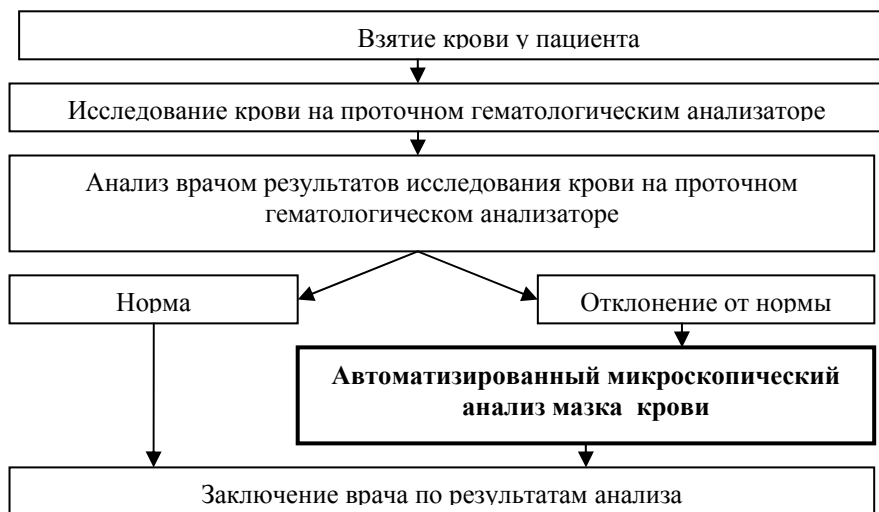 Взятие крови у пациента
Исследование крови на проточном гематологическим анализаторе
Анализ врачом результатов исследования крови на проточном
гематологическом анализаторе
Норма
Отклонение от нормы
Автоматизированный микроскопический
анализ мазка крови
Заключение врача по результатам анализа